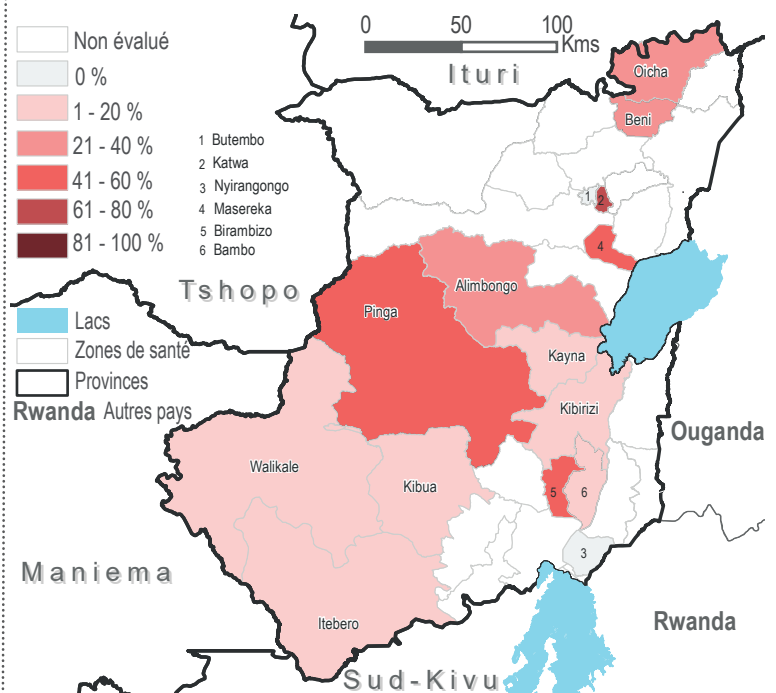 Non évalué
0 %
1 - 20 %
21 - 40 %
41 - 60 %
61 - 80 %
81 - 100 %
1 Butembo
2 Katwa
3 Nyirangongo
4 Masereka
5 Birambizo
6 Bambo
0 50 100
Kms
Ituri
Oicha
Beni
1
2
4
Tshopo
Alimbongo
Pinga
Lacs
Zones de santé
Provinces
Rwanda Autres pays
Kayna
Kibirizi
Ouganda
Walikale
Kibua
5
6
3
Maniema
Itebero
Rwanda
Sud-Kivu